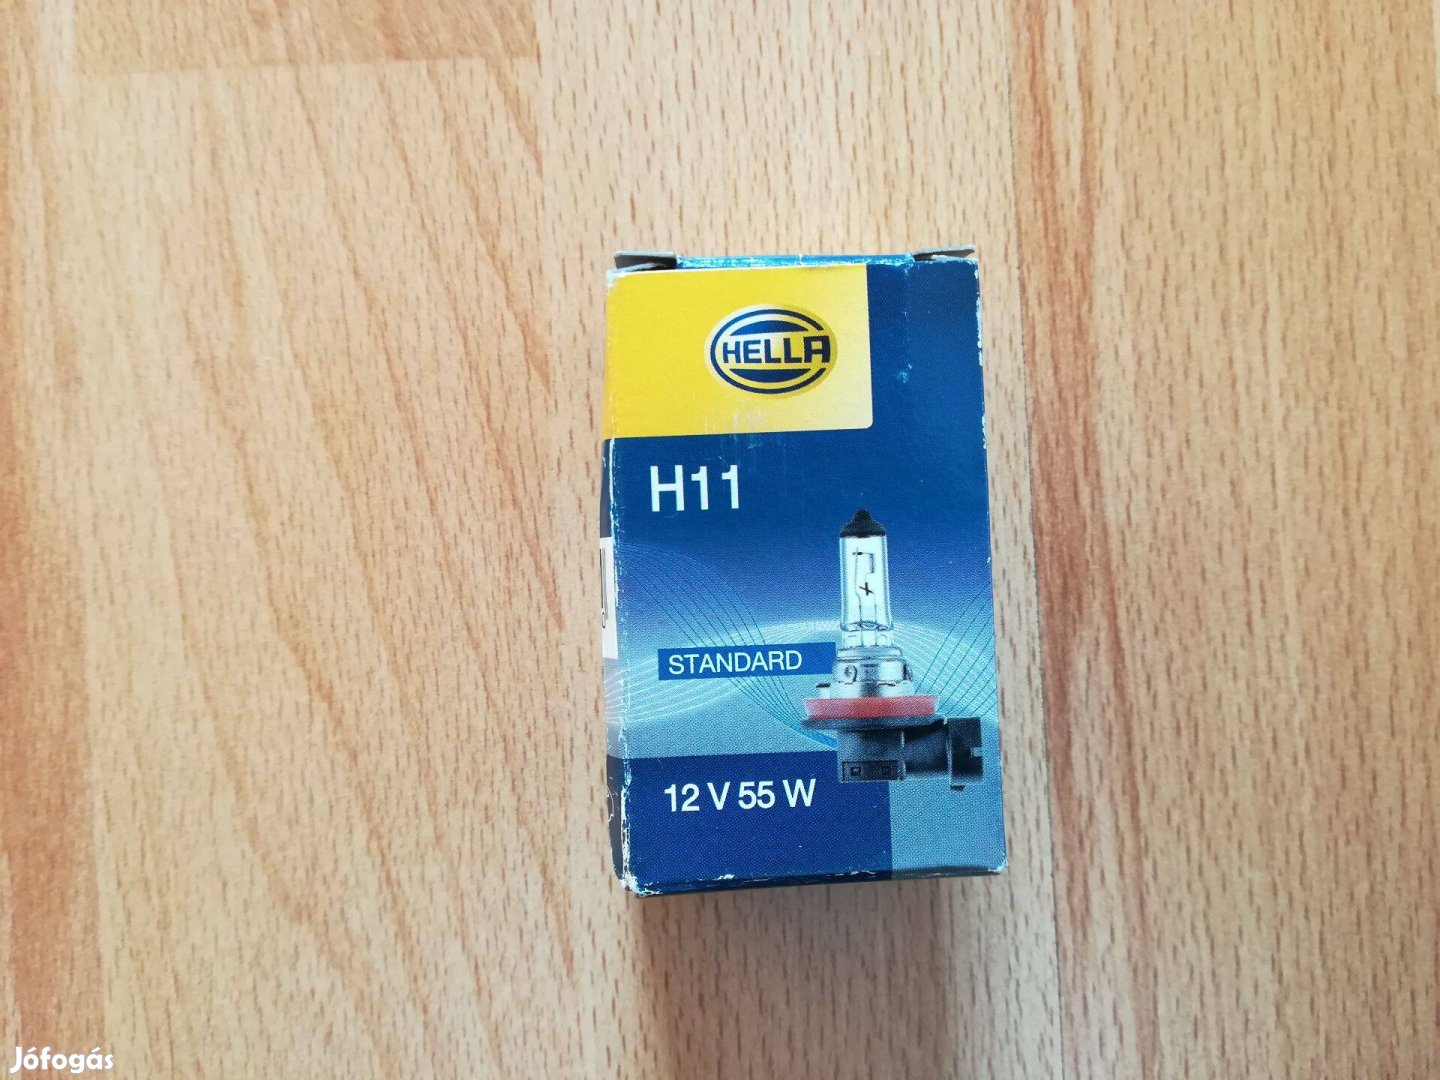 HELLA
H11
STANDARD
12 V 55 W
Jófogás